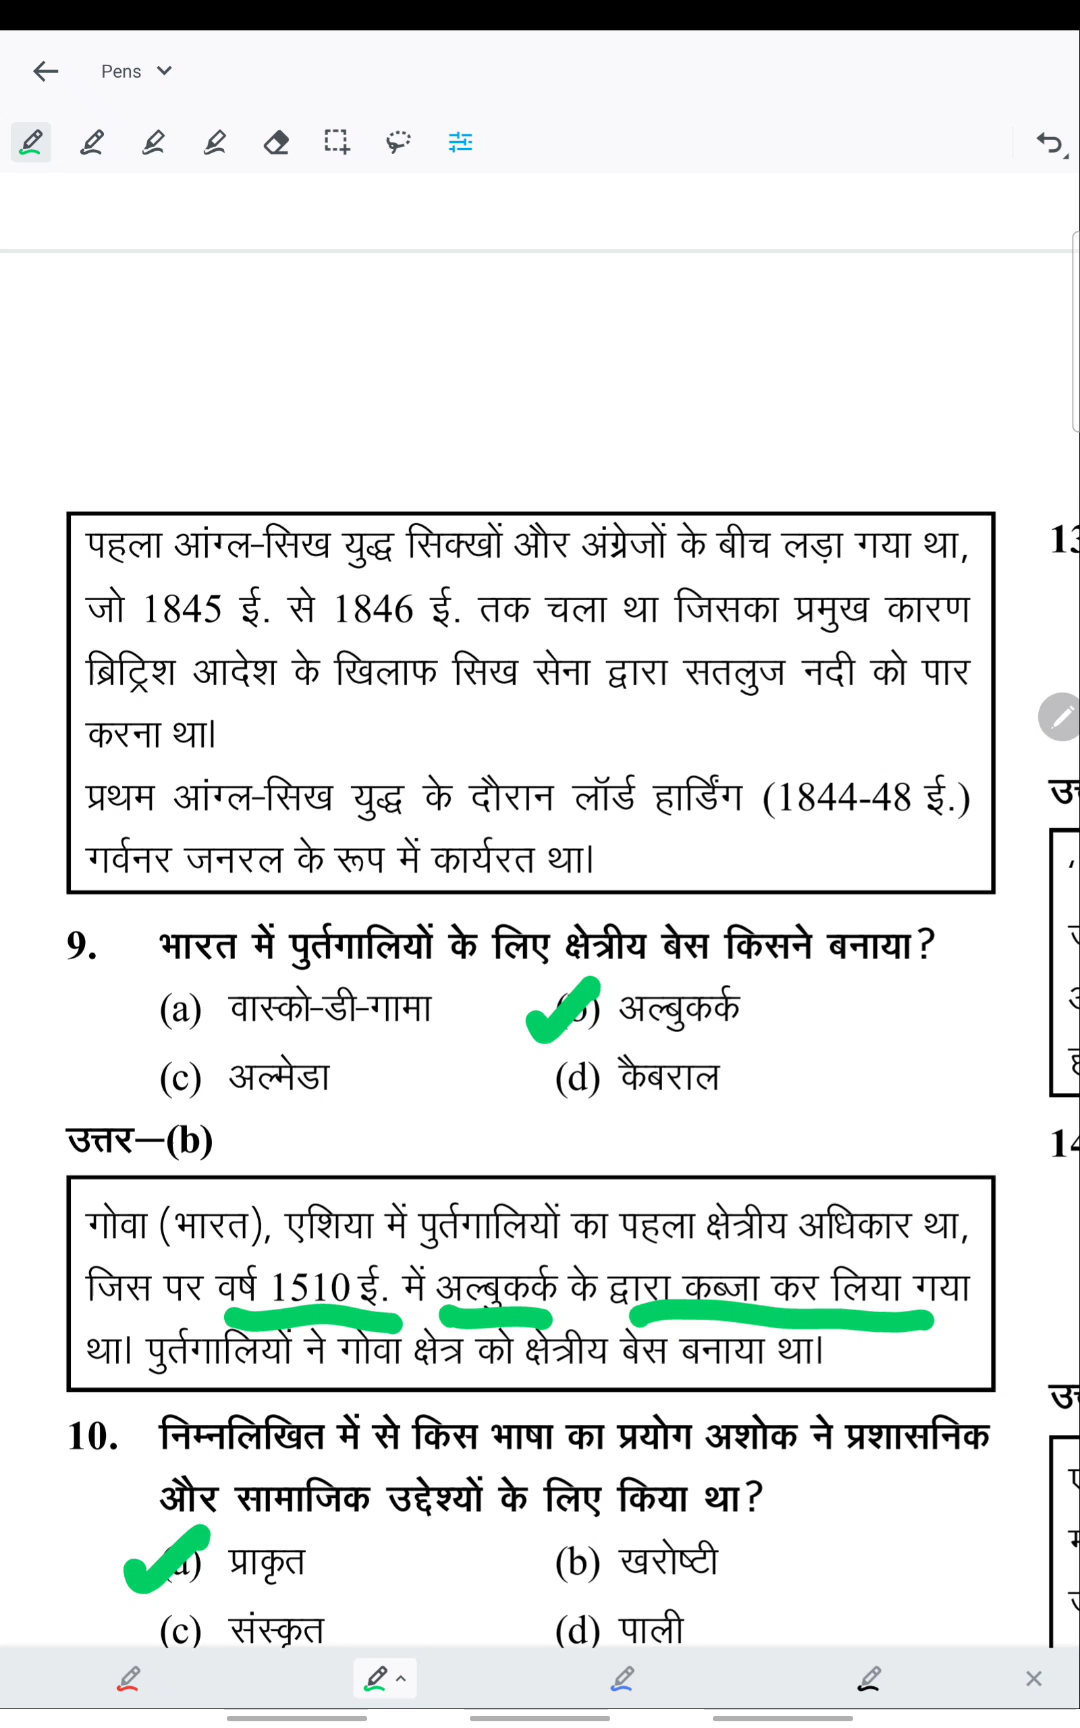 Pens
पहला आंग्ल-सिख युद्ध सिक्खों और अंग्रेजों के बीच लड़ा गया था,
जो 1845 ई. से 1846 ई. तक चला था जिसका प्रमुख कारण
ब्रिट्रिश आदेश के खिलाफ सिख सेना द्वारा सतलुज नदी को पार
करना था।
प्रथम आंग्ल-सिख युद्ध के दौरान लॉर्ड हार्डिंग (1844-48 ई.)
गर्वनर जनरल के रूप में कार्यरत था।
9. भारत में पुर्तगालियों के लिए क्षेत्रीय बेस किसने बनाया?
(a) वास्को-डी-गामा (b) अल्बुकर्क
(c) अल्मेडा (d) कैबराल
उत्तर—(b)
गोवा (भारत), एशिया में पुर्तगालियों का पहला क्षेत्रीय अधिकार था,
जिस पर वर्ष 1510 ई. में अल्बुकर्क के द्वारा कब्जा कर लिया गया
था। पुर्तगालियों ने गोवा क्षेत्र को क्षेत्रीय बेस बनाया था।
10. निम्नलिखित में से किस भाषा का प्रयोग अशोक ने प्रशासनिक
और सामाजिक उद्देश्यों के लिए किया था?
(a) प्राकृत (b) खरोष्टी
(c) संस्कृत (d) पाली